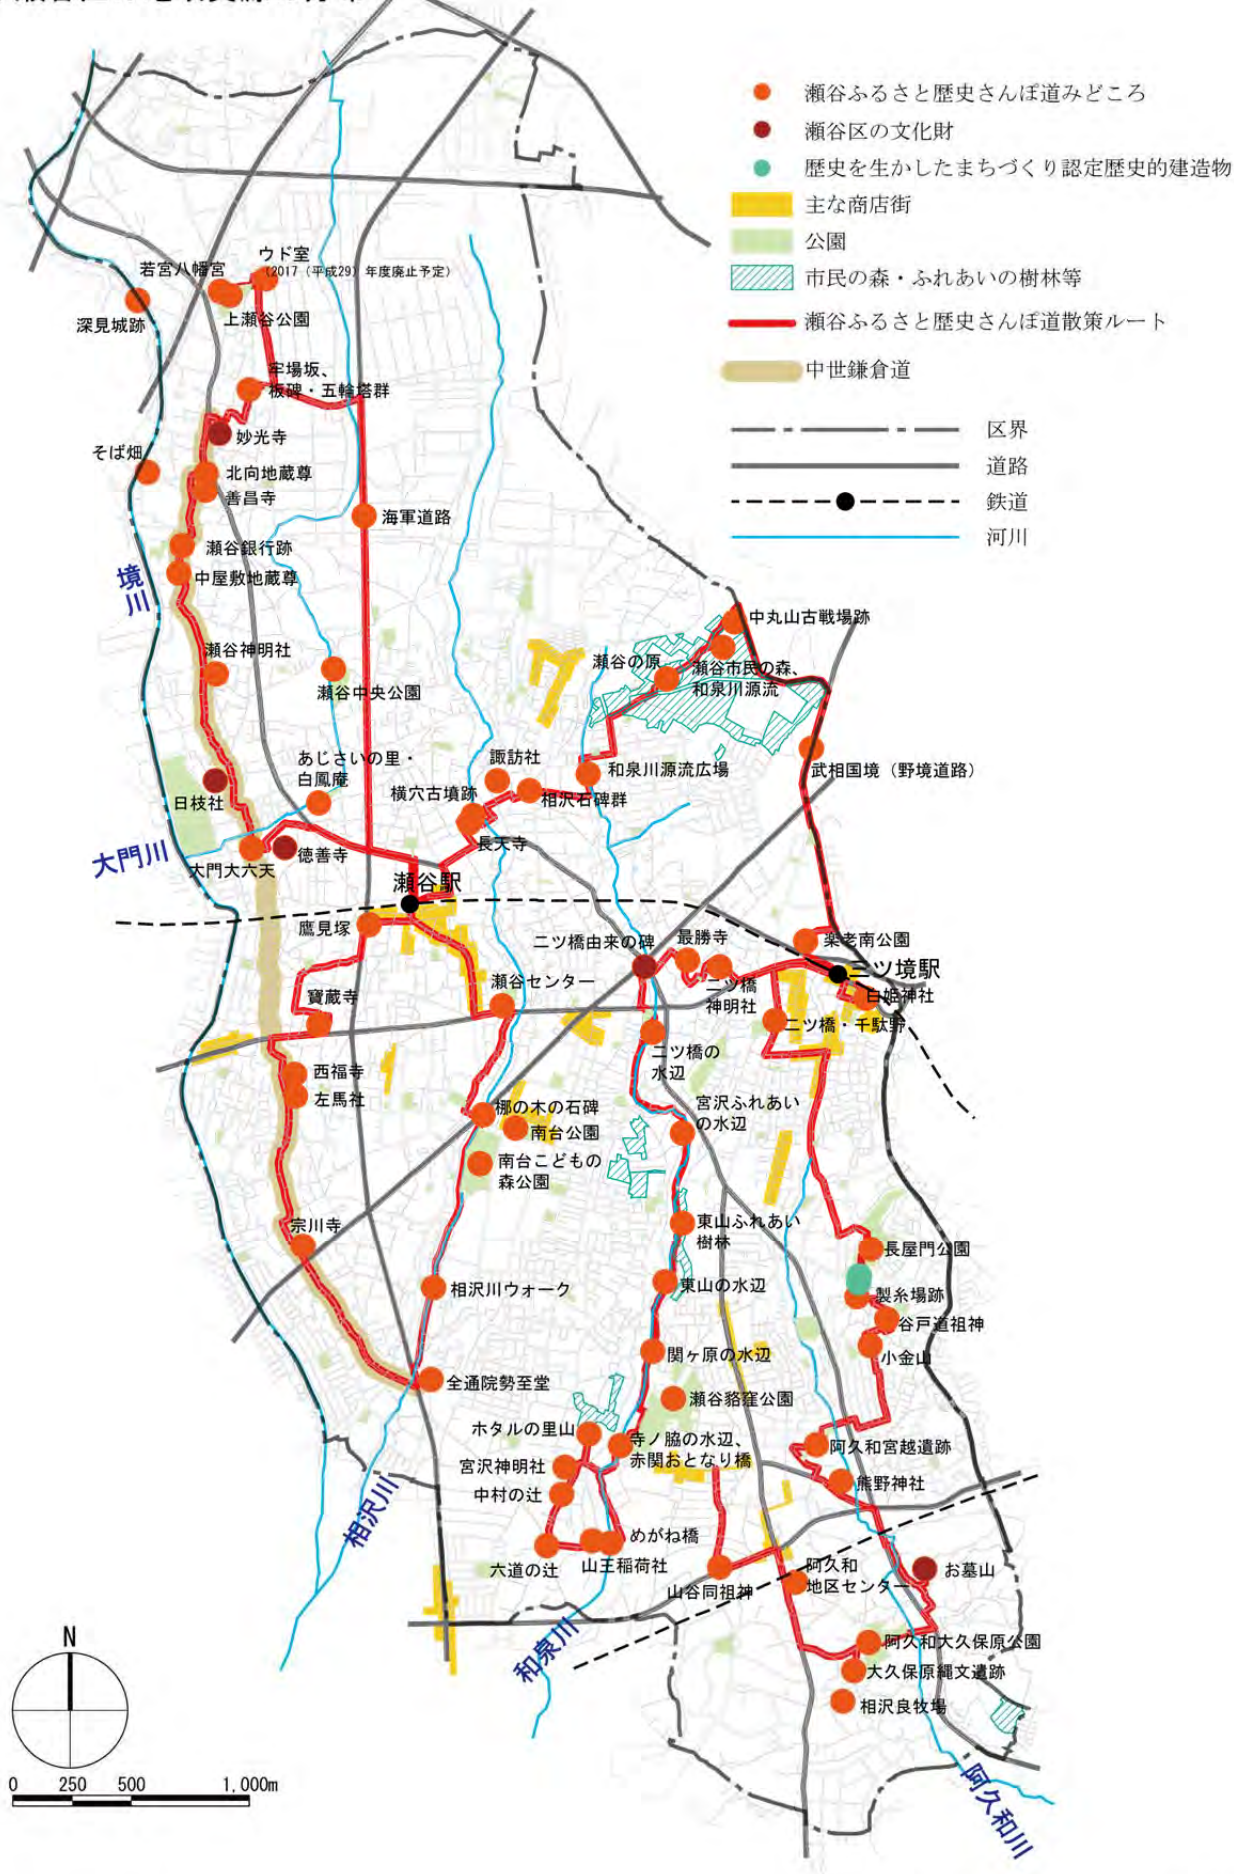 瀬谷ふるさと歴史さんぽ道みどころ
瀬谷区の文化財
歴史を生かしたまちづくり認定歴史的建造物
主な商店街
公園
市民の森・ふれあいの樹林等
瀬谷ふるさと歴史さんぽ道散策ルート
中世鎌倉道
区界
道路
鉄道
河川
ウド室
(2017（平成29）年度廃止予定)
若宮八幡宮
深見城跡
上瀬谷公園
牢場坂、
板碑・五輪塔群
妙光寺
そば畑
北向地蔵尊
善昌寺
海軍道路
瀬谷銀行跡
境川
中屋敷地蔵尊
中丸山古戦場跡
瀬谷神明社
瀬谷の原
瀬谷市民の森、
和泉川源流
瀬谷中央公園
あじさいの里・
白鳳庵
諏訪社
和泉川源流広場
武相国境（野境道路）
日枝社
横穴古墳跡
相沢石碑群
長天寺
大門川
大門大六天
徳善寺
瀬谷駅
鷹見塚
二ツ橋由来の碑
最勝寺
楽老南公園
三ツ境駅
瀬谷センター
二ツ橋
神明社
白姫神社
寶蔵寺
二ツ橋・千駄野
二ツ橋の
水辺
西福寺
左馬社
梛の木の石碑
宮沢ふれあい
の水辺
南台公園
南台こどもの
森公園
宗川寺
東山ふれあい
樹林
長屋門公園
相沢川ウォーク
東山の水辺
製糸場跡
谷戸道祖神
関ヶ原の水辺
小金山
全通院勢至堂
瀬谷貉窪公園
ホタルの里山
寺ノ脇の水辺、
赤関おとなり橋
阿久和宮越遺跡
宮沢神明社
熊野神社
中村の辻
相沢川
めがね橋
六道の辻
山王稲荷社
山谷同祖神
阿久和
地区センター
お墓山
和泉川
阿久和大久保原公園
大久保原縄文遺跡
相沢良牧場
阿久和川
N
0 250 500 1,000m